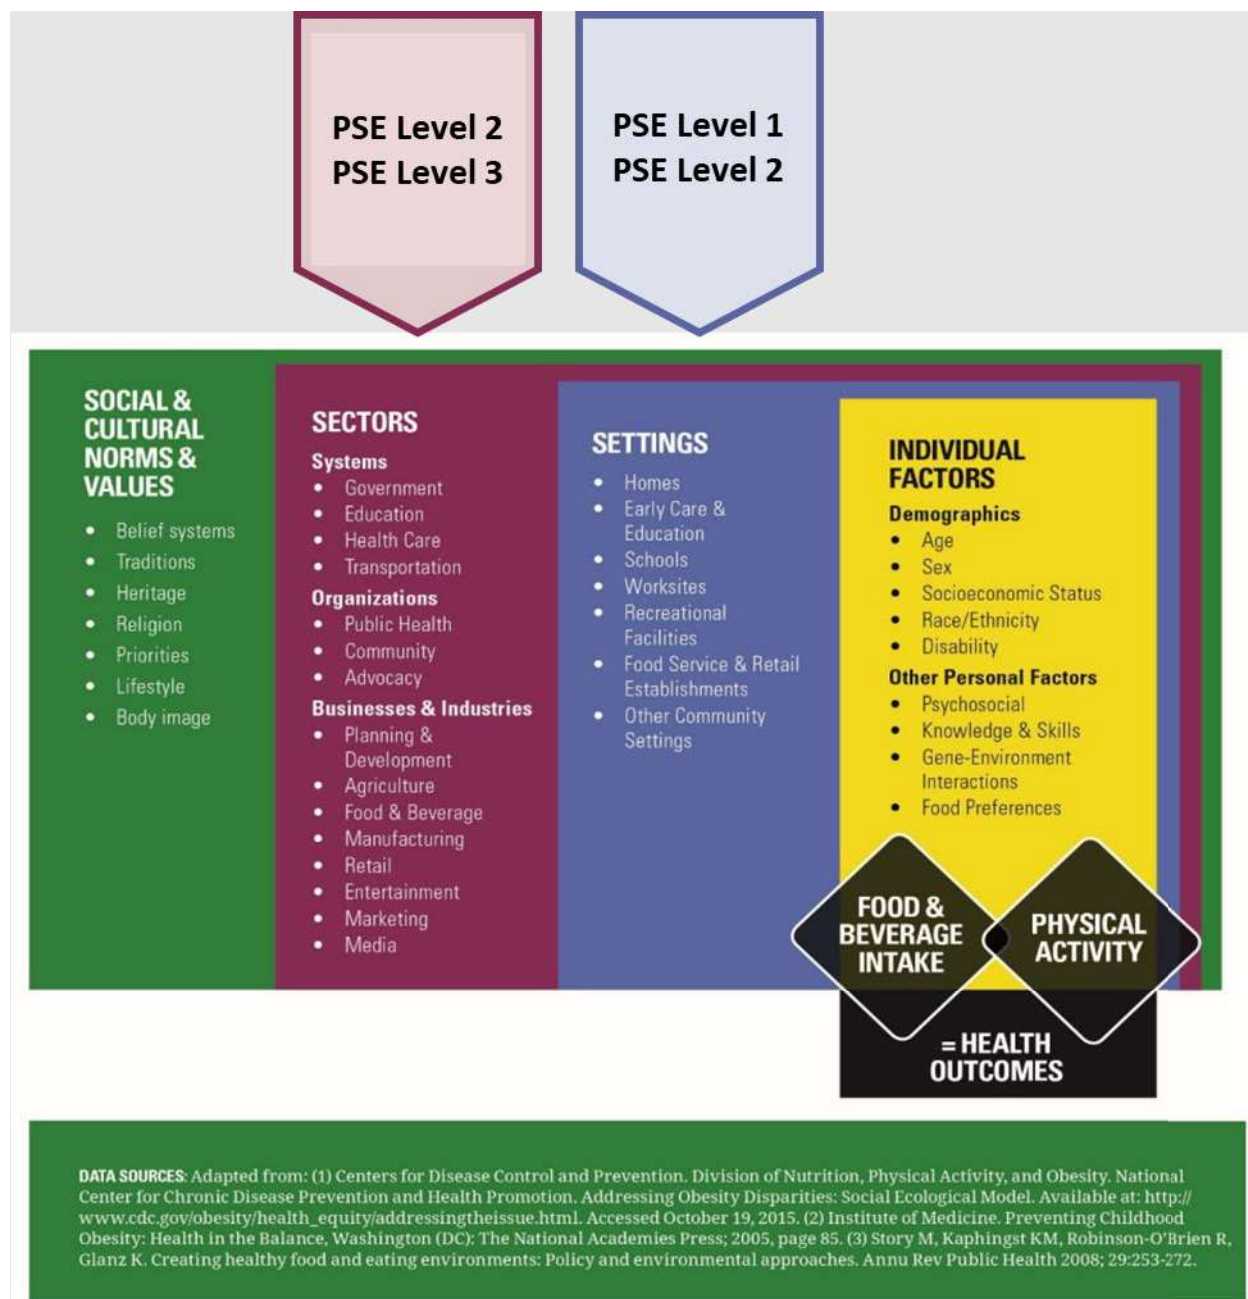 PSE Level 2
PSE Level 3
PSE Level 1
PSE Level 2
SOCIAL &
CULTURAL
NORMS &
VALUES
• Belief systems
• Traditions
• Heritage
• Religion
• Priorities
• Lifestyle
• Body image
SECTORS
Systems
• Government
• Education
• Health Care
• Transportation
Organizations
• Public Health
• Community
• Advocacy
Businesses & Industries
• Planning &
Development
• Agriculture
• Food & Beverage
• Manufacturing
• Retail
• Entertainment
• Marketing
• Media
SETTINGS
• Homes
• Early Care &
Education
• Schools
• Worksites
• Recreational
Facilities
• Food Service & Retail
Establishments
• Other Community
Settings
INDIVIDUAL
FACTORS
Demographics
• Age
• Sex
• Socioeconomic Status
• Race/Ethnicity
• Disability
Other Personal Factors
• Psychosocial
• Knowledge & Skills
• Gene-Environment
Interactions
• Food Preferences
FOOD &
BEVERAGE
INTAKE
PHYSICAL
ACTIVITY
= HEALTH
OUTCOMES
DATA SOURCES: Adapted from: (1) Centers for Disease Control and Prevention. Division of Nutrition, Physical Activity, and Obesity. National
Center for Chronic Disease Prevention and Health Promotion. Addressing Obesity Disparities: Social Ecological Model. Available at: http://
www.cdc.gov/obesity/health_equity/addressingtheissue.html. Accessed October 19, 2015. (2) Institute of Medicine. Preventing Childhood
Obesity: Health in the Balance, Washington (DC): The National Academies Press; 2005, page 85. (3) Story M, Kaphingst KM, Robinson-O'Brien R,
Glanz K. Creating healthy food and eating environments: Policy and environmental approaches. Annu Rev Public Health 2008; 29:253-272.